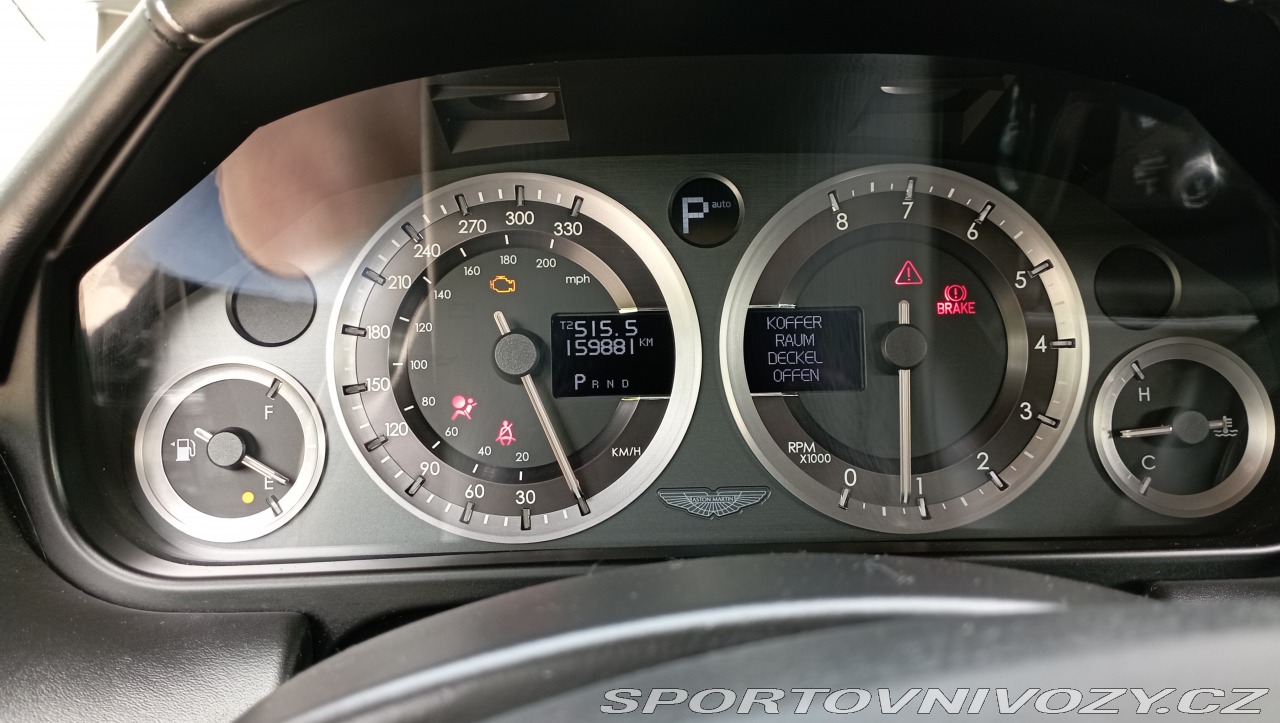 F
E
330
300
270
240
210
180
150
120
90
60
30
KM/H
200
180
160
140
120
100
80
60
40
20
mph
T2 515.5
159881 KM
P R N D
P auto
ASTON MARTIN
8
7
6
5
4
3
2
1
0
RPM
X1000
BRAKE
KOFFER
RAUM
DECKEL
OFFEN
H
C
SPORTOVNIVOZY.CZ